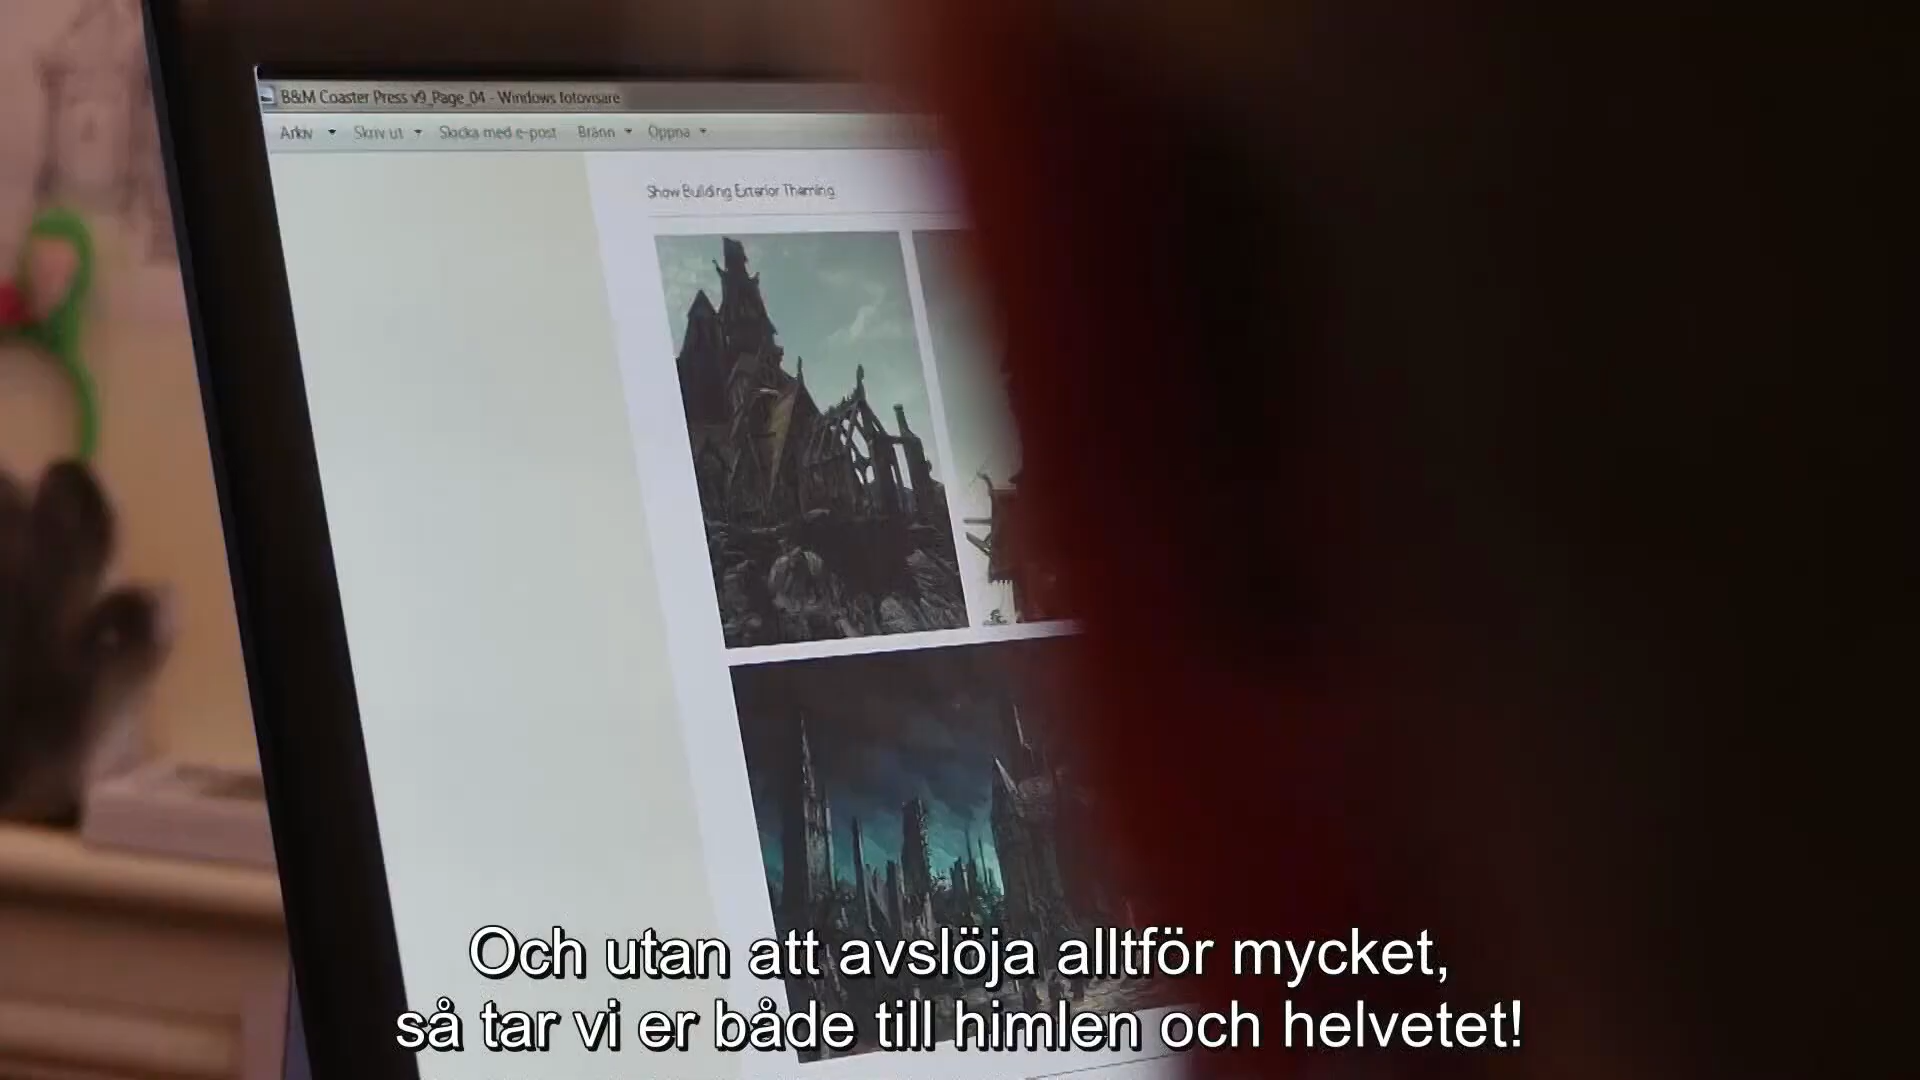 B&M Coaster Press v9_Page_04 - Windows fotovisare
Arkiv Skriv ut Skicka med e-post Bränn Öppna
Show Building Exterior Theming
Och utan att avslöja alltför mycket,
så tar vi er både till himlen och helvetet!